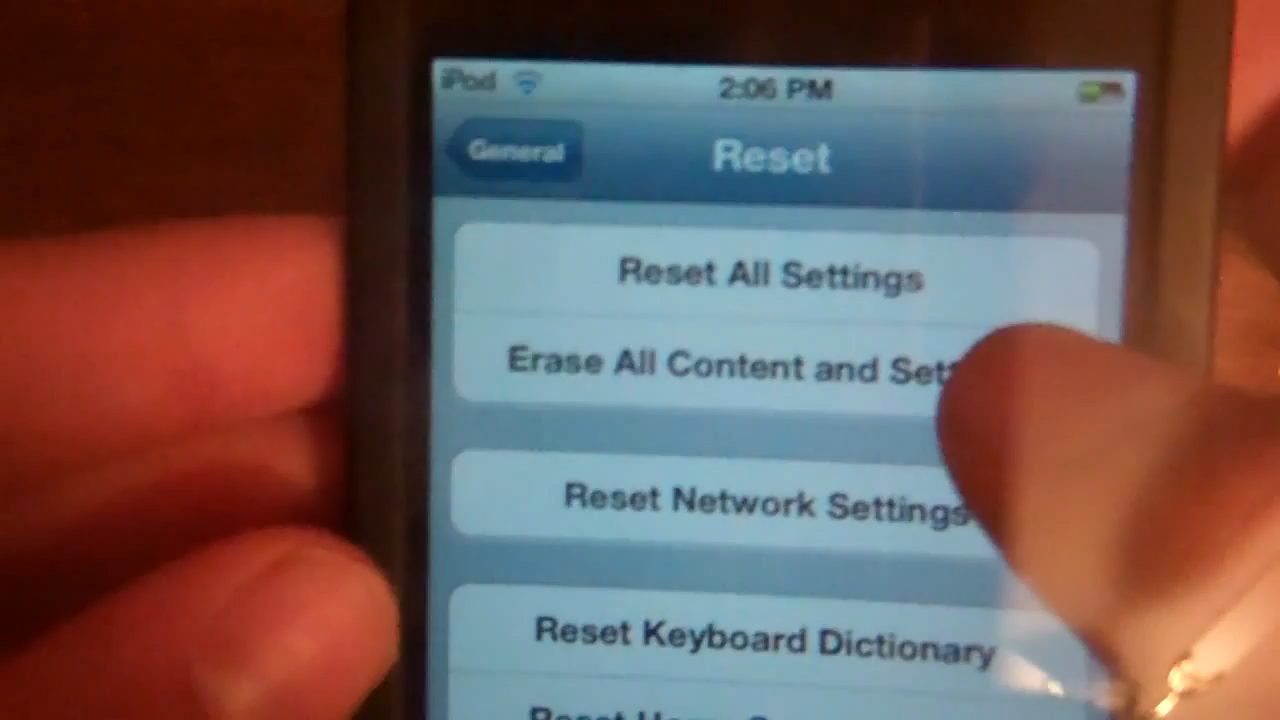 iPod 2:06 PM
General Reset
Reset All Settings
Erase All Content and
Reset Network Settings
Reset Keyboard Dictionary
Reset